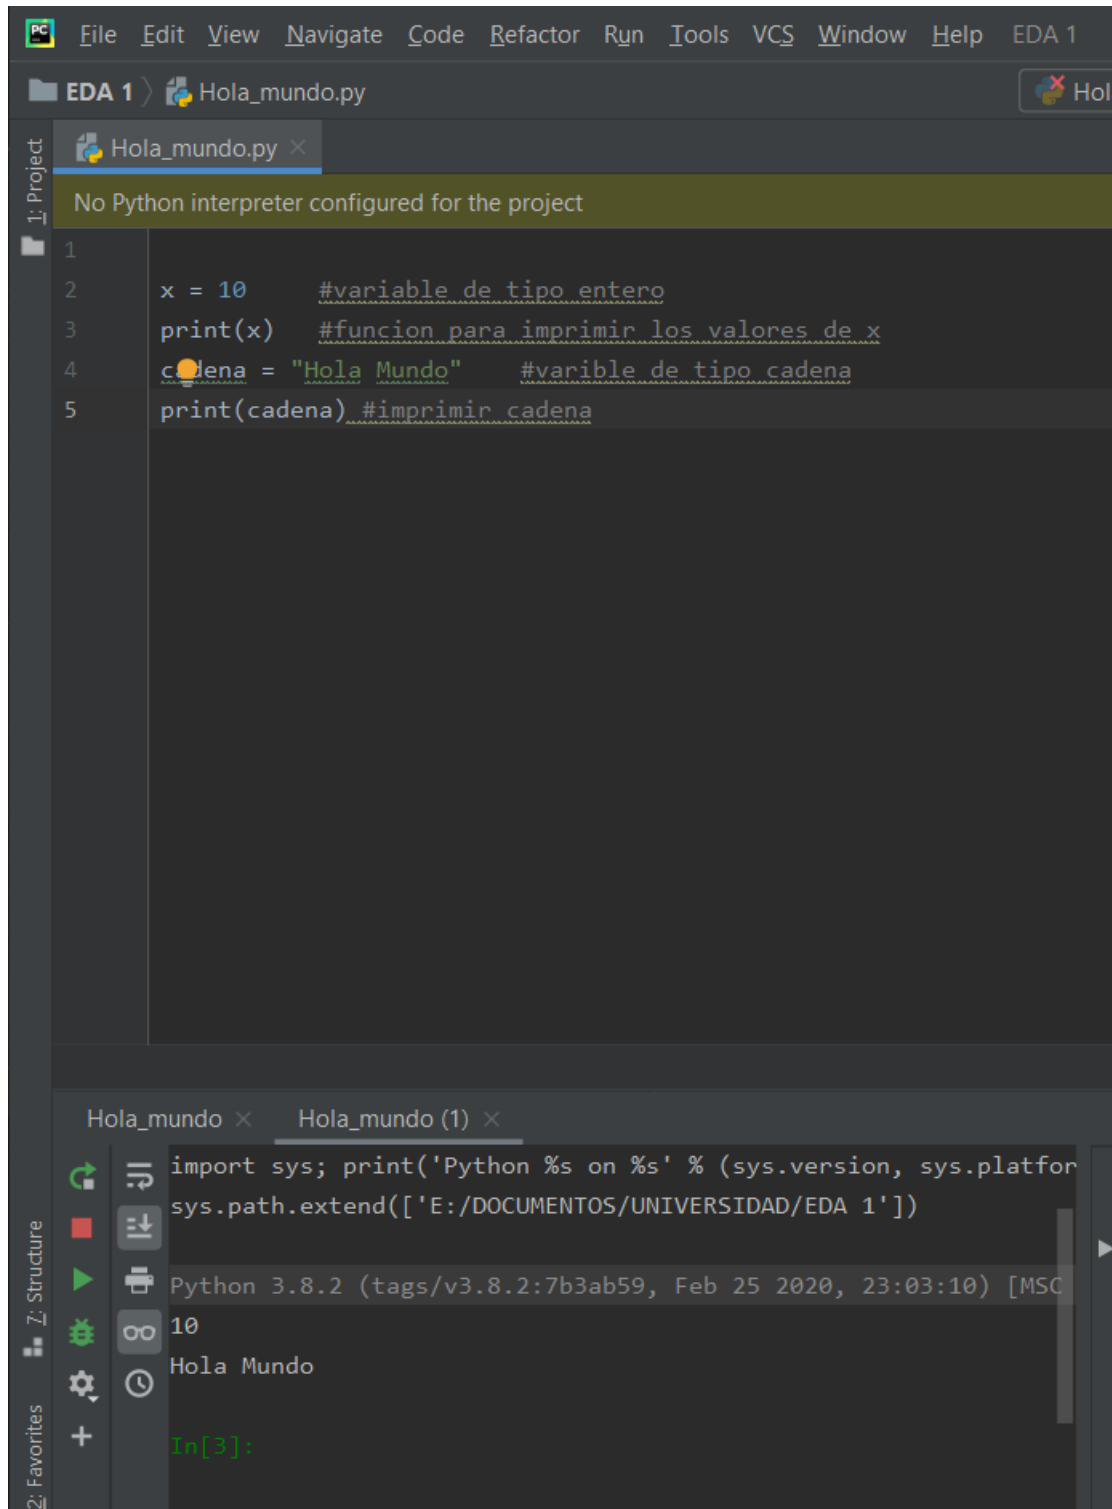 PC File Edit View Navigate Code Refactor Run Tools VCS Window Help EDA 1
EDA 1 Hola_mundo.py Hol
Hola_mundo.py
1: Project
No Python interpreter configured for the project
1
2 x = 10 #variable de tipo entero
3 print(x) #funcion para imprimir los valores de x
4 cadena = "Hola Mundo" #varible de tipo cadena
5 print(cadena) #imprimir cadena
Hola_mundo Hola_mundo (1)
import sys; print('Python %s on %s' % (sys.version, sys.platfor
sys.path.extend(['E:/DOCUMENTOS/UNIVERSIDAD/EDA 1'])
Python 3.8.2 (tags/v3.8.2:7b3ab59, Feb 25 2020, 23:03:10) [MSC
10
Hola Mundo
In[3]:
7: Structure
2: Favorites